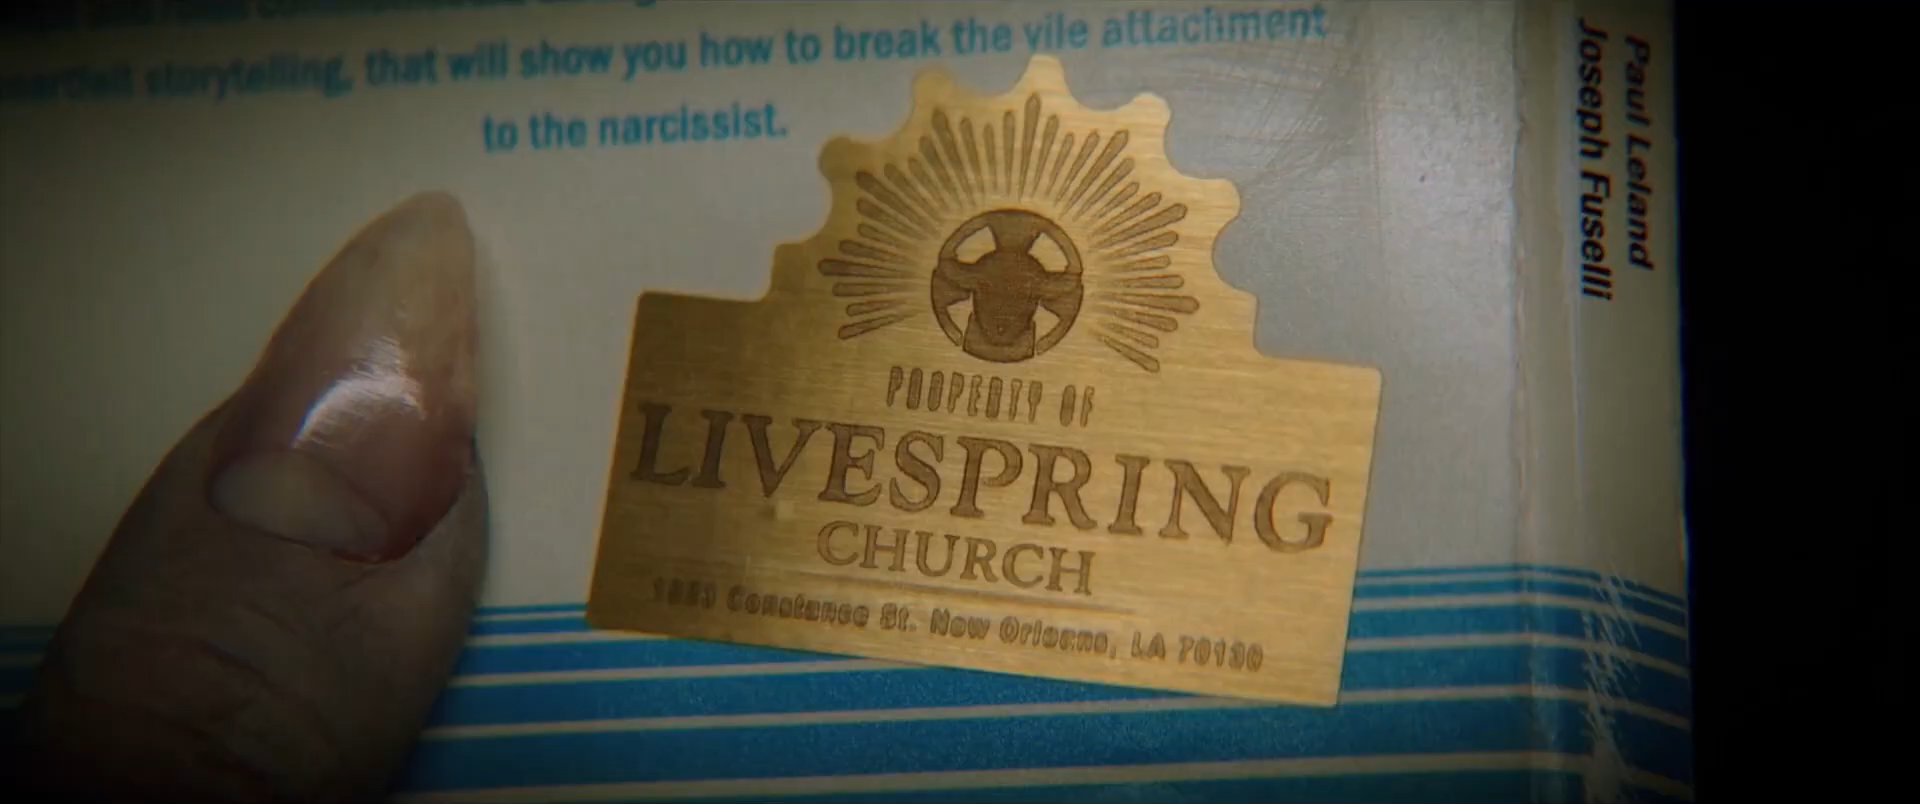 storytelling, that will show you how to break the vile attachment
to the narcissist.
PROPERTY OF
LIVESPRING
CHURCH
Constance St. New Orleans, LA 70130
Paul Leland
Joseph Fuselli